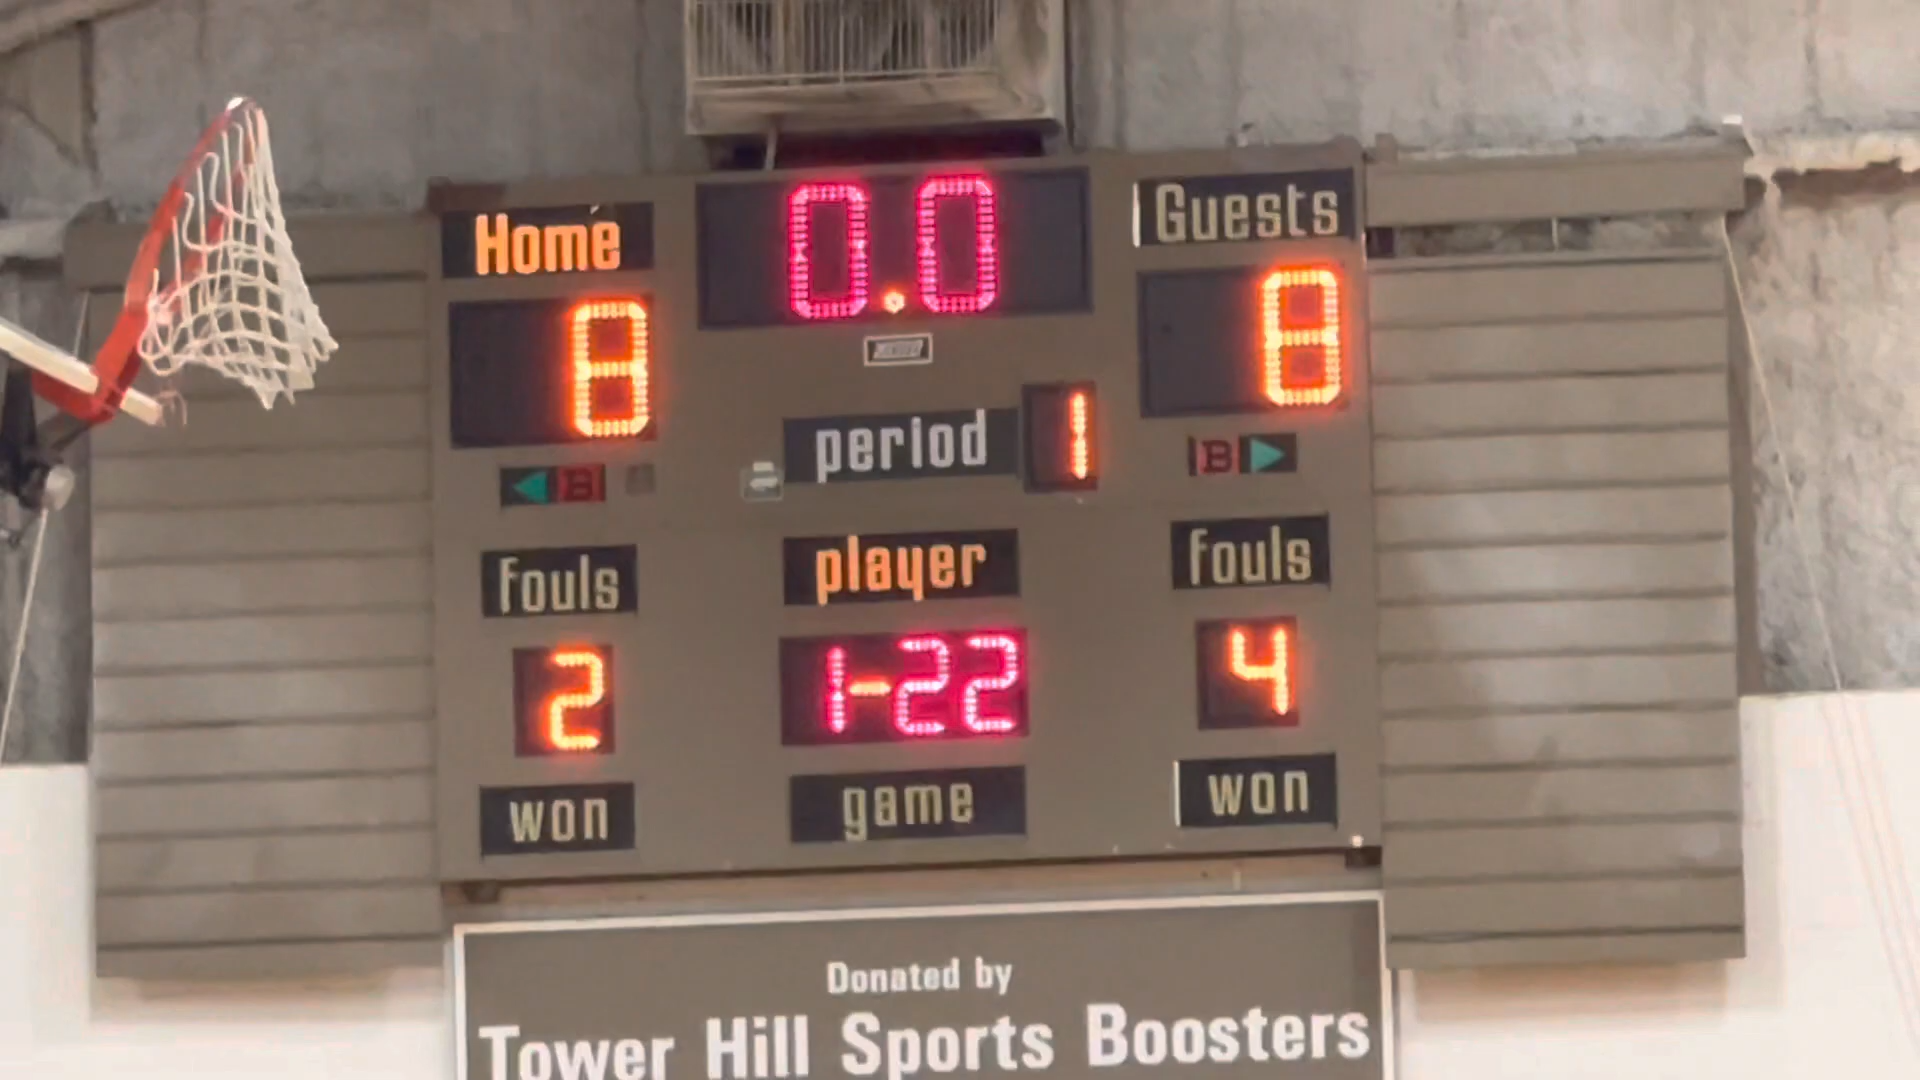 Home 0.0 Guests
8 8
period 1
B B
fouls player fouls
2 1-22 4
won game won
Donated by
Tower Hill Sports Boosters